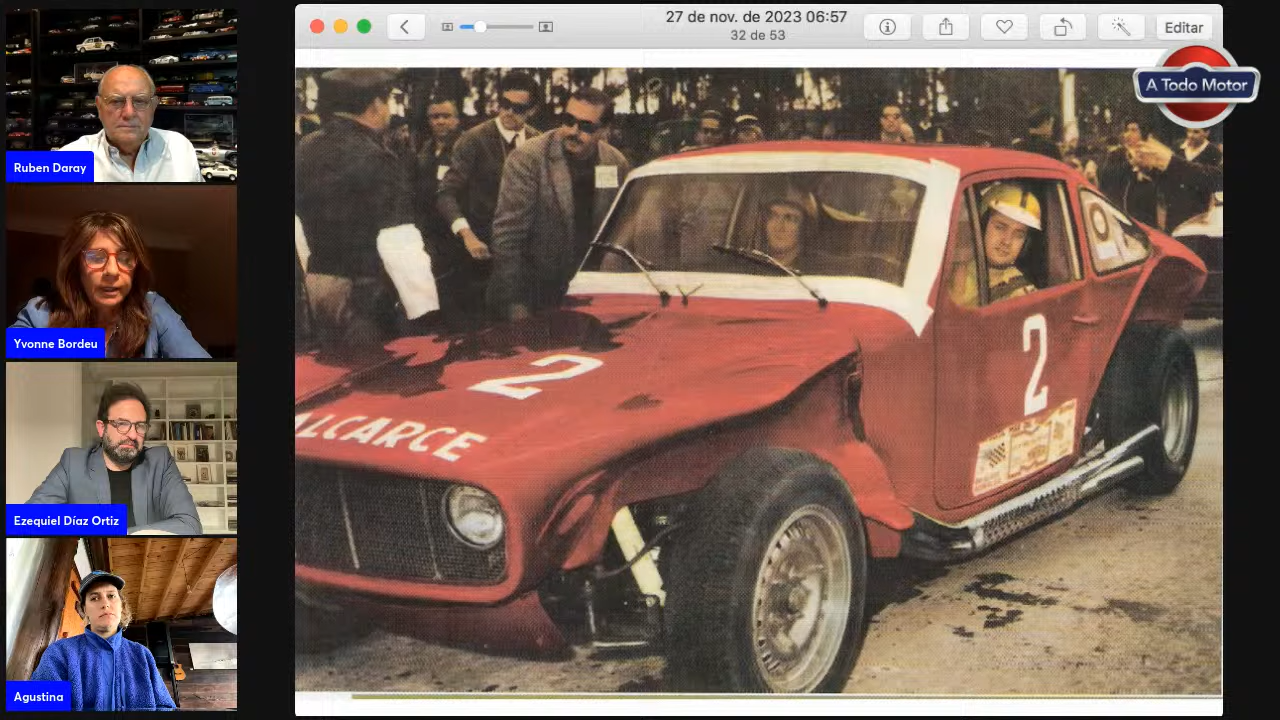 27 de nov. de 2023 06:57
32 de 53
Editar
A Todo Motor
Ruben Daray
Yvonne Bordeu
Ezequiel Díaz Ortiz
Agustina
2
2
ALCARCE